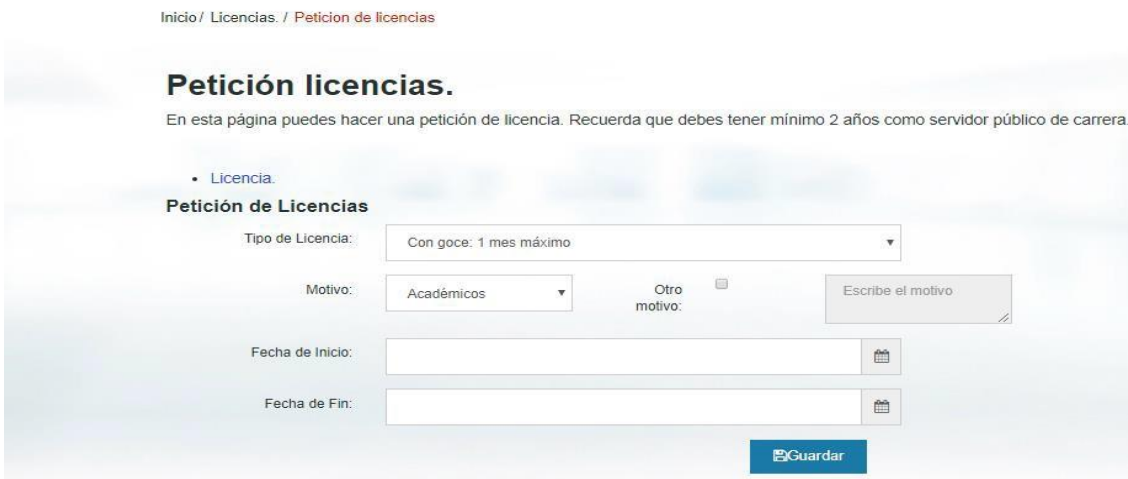 Inicio / Licencias. / Peticion de licencias
Petición licencias.
En esta página puedes hacer una petición de licencia. Recuerda que debes tener mínimo 2 años como servidor público de carrera.
Licencia.
Petición de Licencias
Tipo de Licencia: Con goce: 1 mes máximo
Motivo: Académicos Otro motivo: Escribe el motivo
Fecha de Inicio:
Fecha de Fin:
Guardar